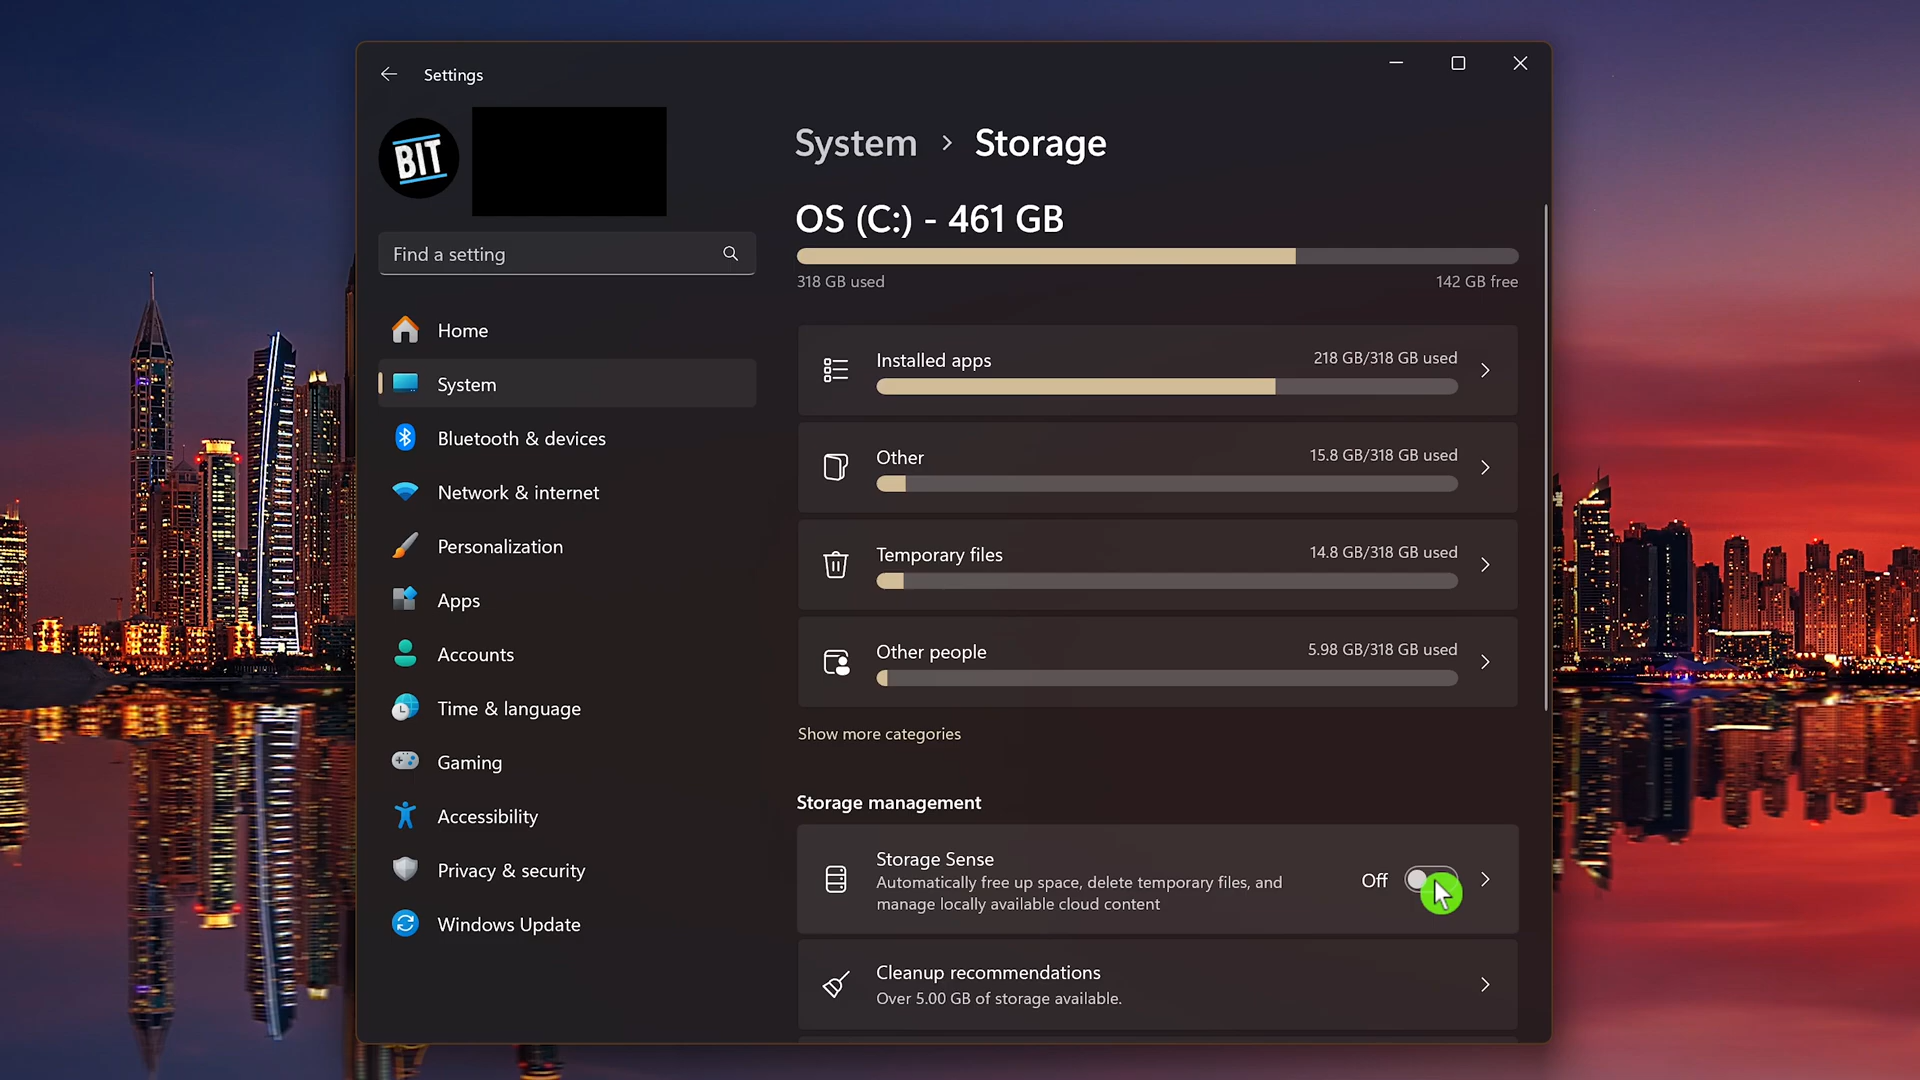 Settings
BIT
Find a setting
Home
System
Bluetooth & devices
Network & internet
Personalization
Apps
Accounts
Time & language
Gaming
Accessibility
Privacy & security
Windows Update
System > Storage
OS (C:) - 461 GB
318 GB used
142 GB free
Installed apps
218 GB/318 GB used
Other
15.8 GB/318 GB used
Temporary files
14.8 GB/318 GB used
Other people
5.98 GB/318 GB used
Show more categories
Storage management
Storage Sense
Automatically free up space, delete temporary files, and
manage locally available cloud content
Off
Cleanup recommendations
Over 5.00 GB of storage available.